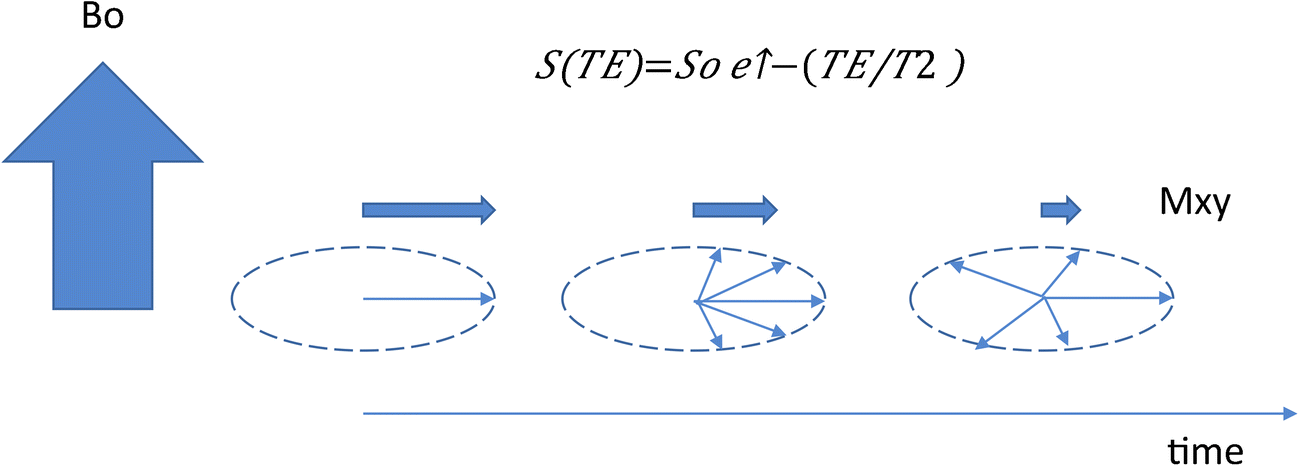 Bo
S(TE)=So e↑−(TE/T2 )
Mxy
time